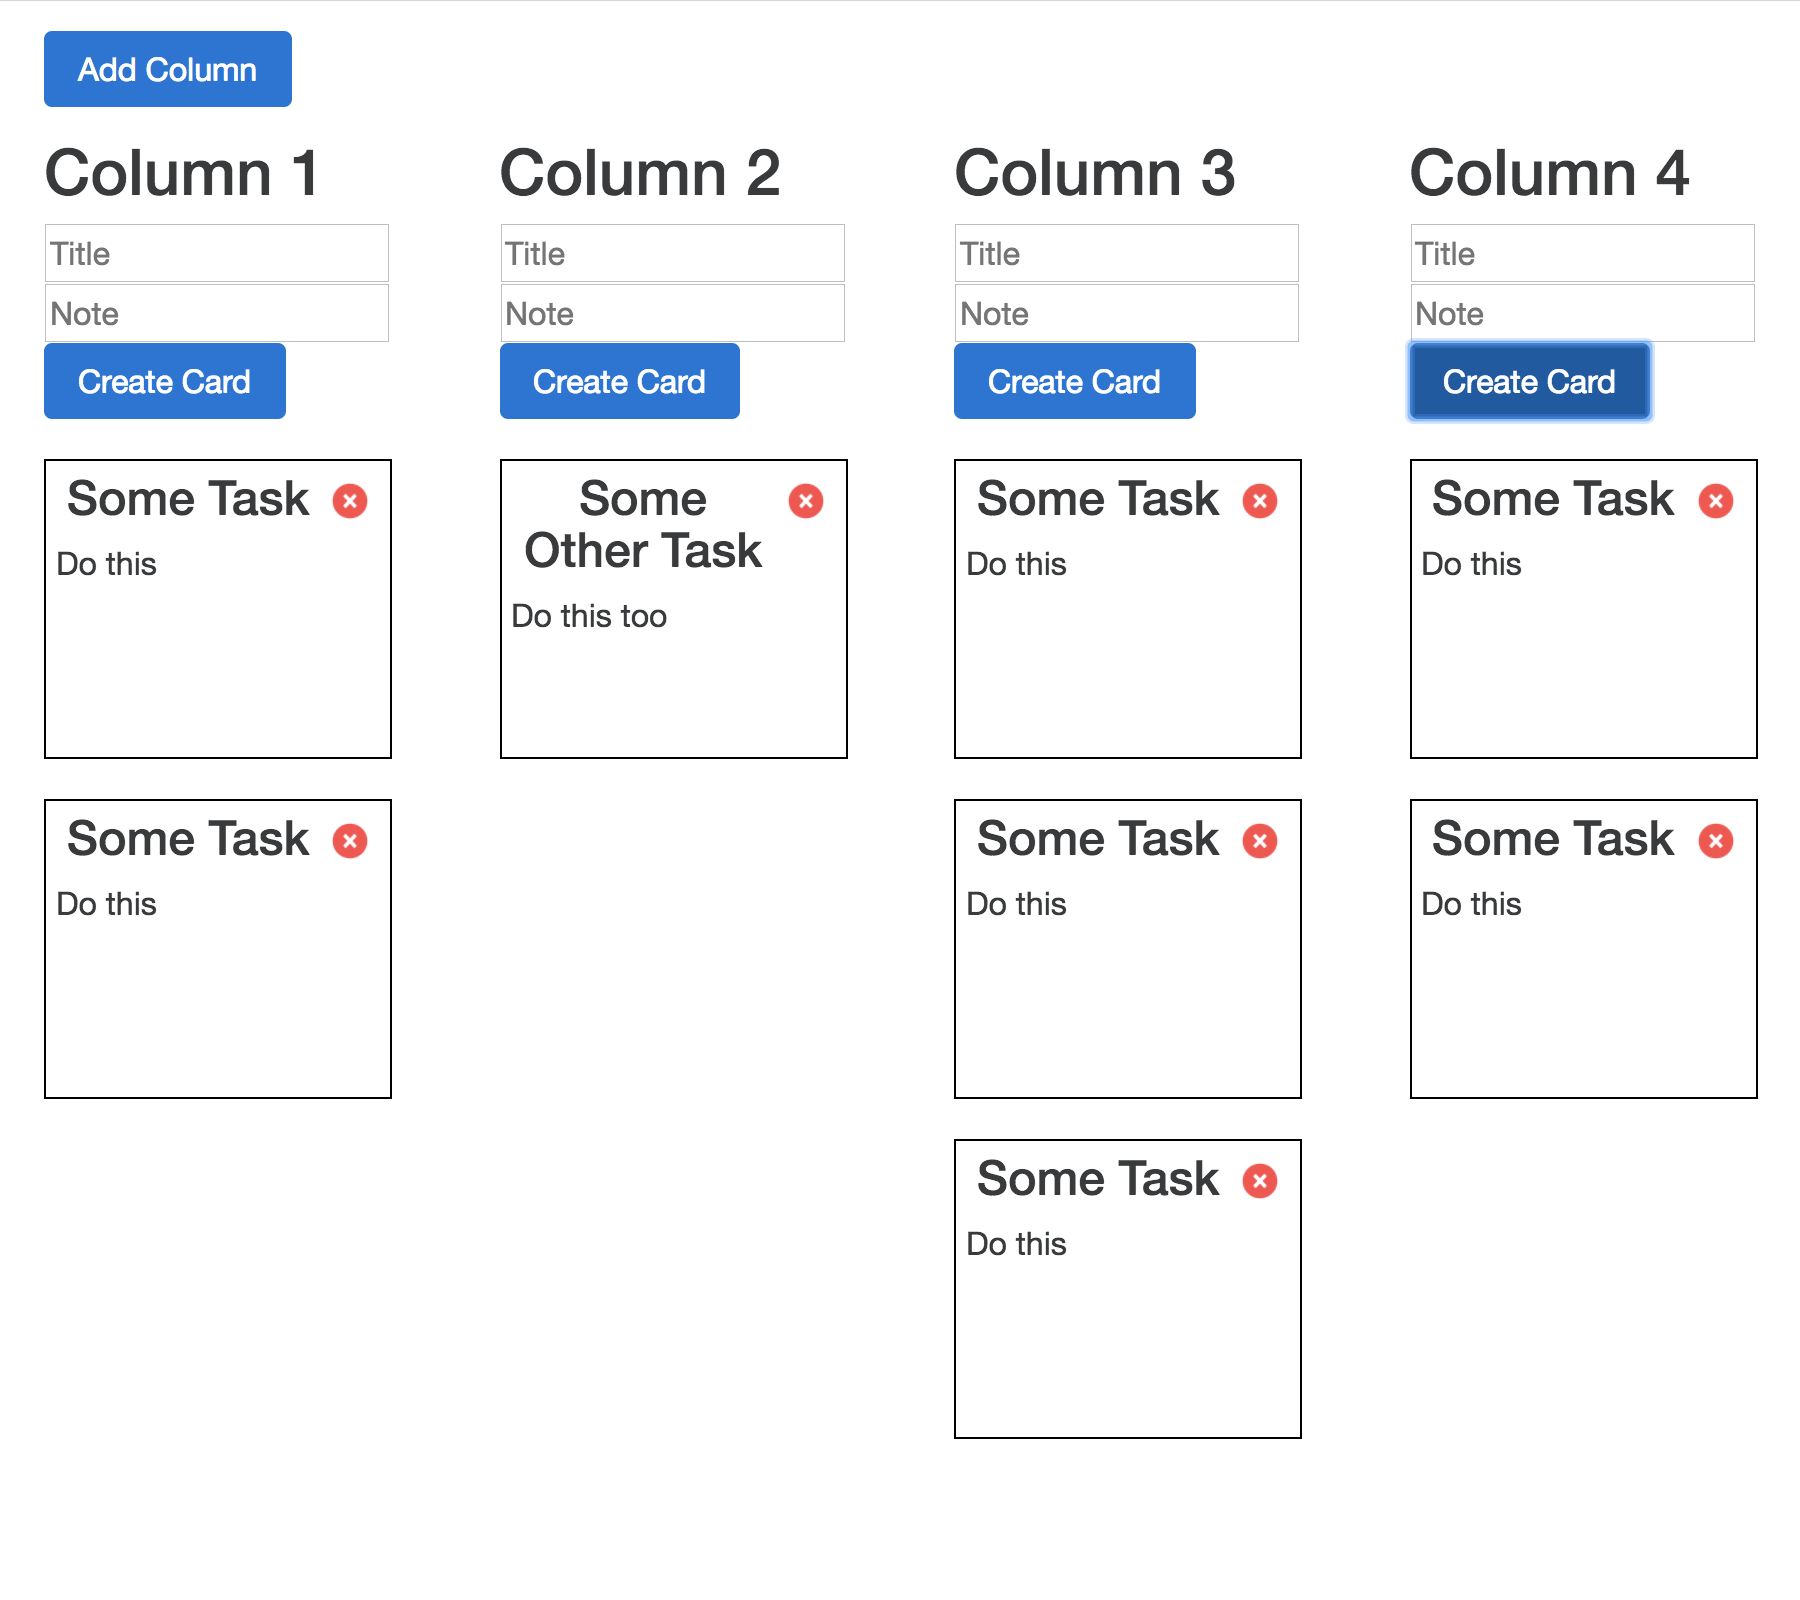 Add Column
Column 1
Title
Note
Create Card
Some Task
Do this
Some Task
Do this
Column 2
Title
Note
Create Card
Some
Other Task
Do this too
Column 3
Title
Note
Create Card
Some Task
Do this
Some Task
Do this
Some Task
Do this
Column 4
Title
Note
Create Card
Some Task
Do this
Some Task
Do this